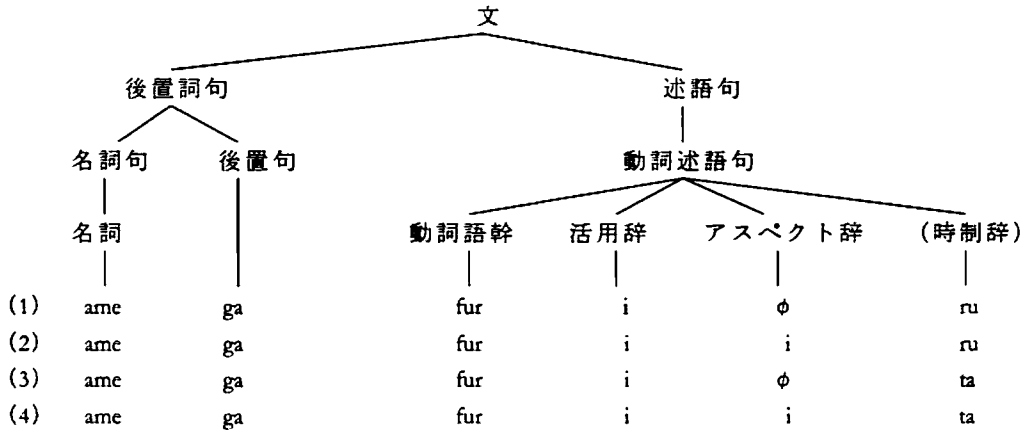 文
後置詞句 述語句
名詞句 後置句 動詞述語句
名詞 動詞語幹 活用辞 アスペクト辞 (時制辞)
(1) ame ga fur i φ ru
(2) ame ga fur i i ru
(3) ame ga fur i φ ta
(4) ame ga fur i i ta